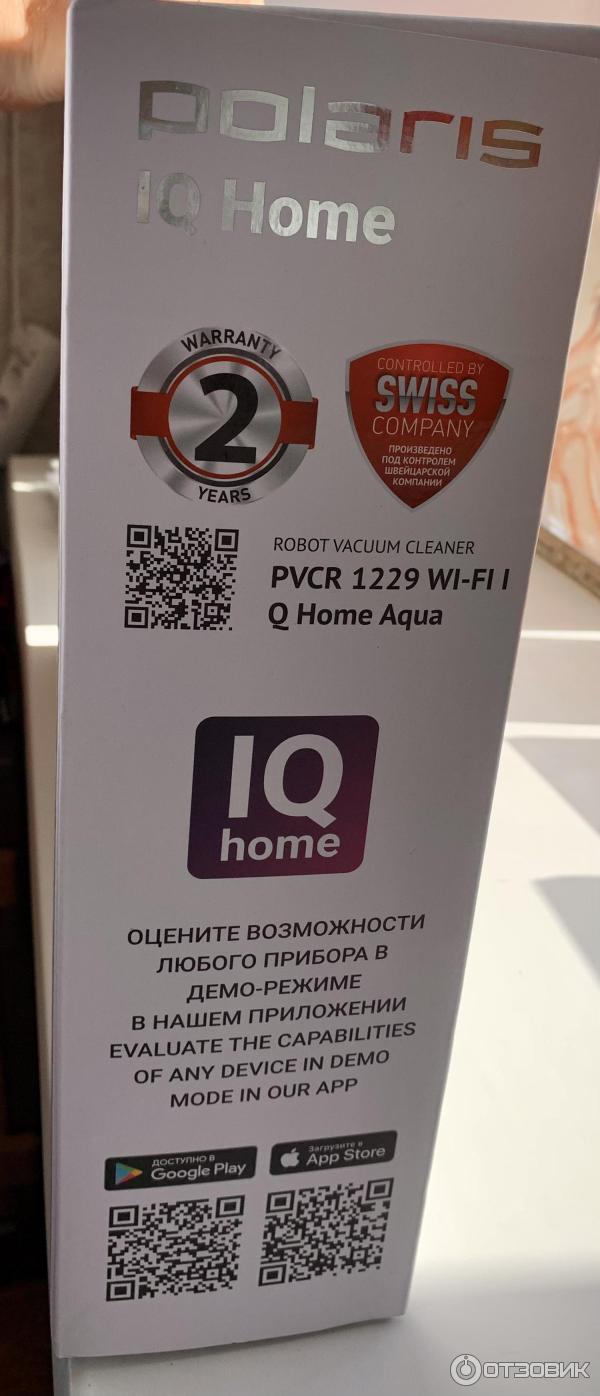 polaris
IQ Home
WARRANTY
2
YEARS
CONTROLLED BY
SWISS
COMPANY
ПРОИЗВЕДЕНО
ПОД КОНТРОЛЕМ
ШВЕЙЦАРСКОЙ
КОМПАНИИ
ROBOT VACUUM CLEANER
PVCR 1229 WI-FI I
Q Home Aqua
IQ
home
ОЦЕНИТЕ ВОЗМОЖНОСТИ
ЛЮБОГО ПРИБОРА В
ДЕМО-РЕЖИМЕ
В НАШЕМ ПРИЛОЖЕНИИ
EVALUATE THE CAPABILITIES
OF ANY DEVICE IN DEMO
MODE IN OUR APP
ДОСТУПНО В
Google Play
Загрузите в
App Store
ОТЗОВИК